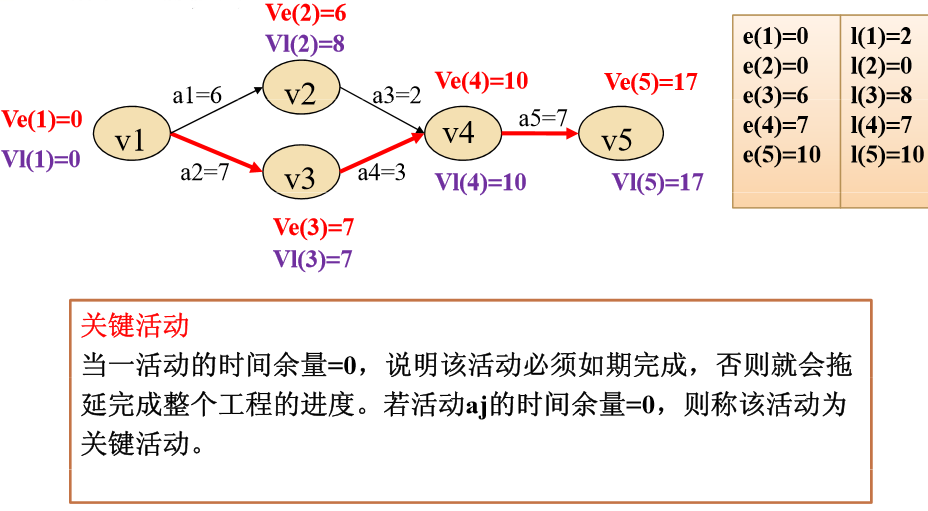 Ve(2)=6
Vl(2)=8
a1=6
v2
a3=2
Ve(1)=0
Vl(1)=0
v1
a2=7
v3
a4=3
Ve(3)=7
Vl(3)=7
Ve(4)=10
v4
Vl(4)=10
a5=7
Ve(5)=17
v5
Vl(5)=17
e(1)=0 l(1)=2
e(2)=0 l(2)=0
e(3)=6 l(3)=8
e(4)=7 l(4)=7
e(5)=10 l(5)=10
关键活动
当一活动的时间余量=0，说明该活动必须如期完成，否则就会拖
延完成整个工程的进度。若活动aj的时间余量=0，则称该活动为
关键活动。